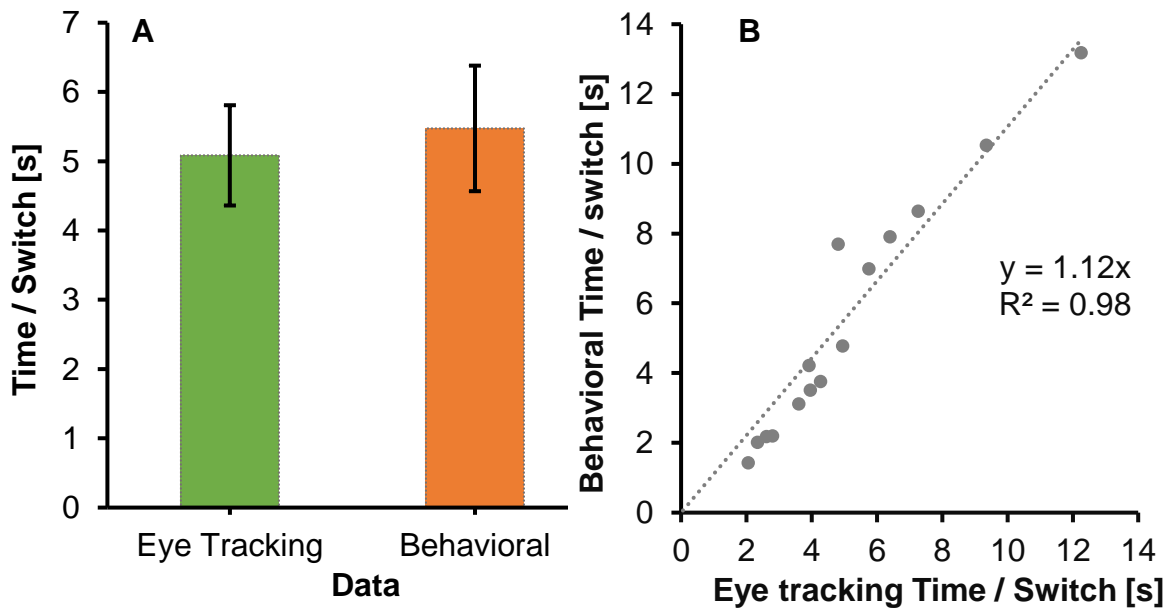 A
Time / Switch [s]
7
6
5
4
3
2
1
0
Eye Tracking
Behavioral
Data
B
Behavioral Time / switch [s]
14
12
10
8
6
4
2
0
y = 1.12x
R² = 0.98
0 2 4 6 8 10 12 14
Eye tracking Time / Switch [s]